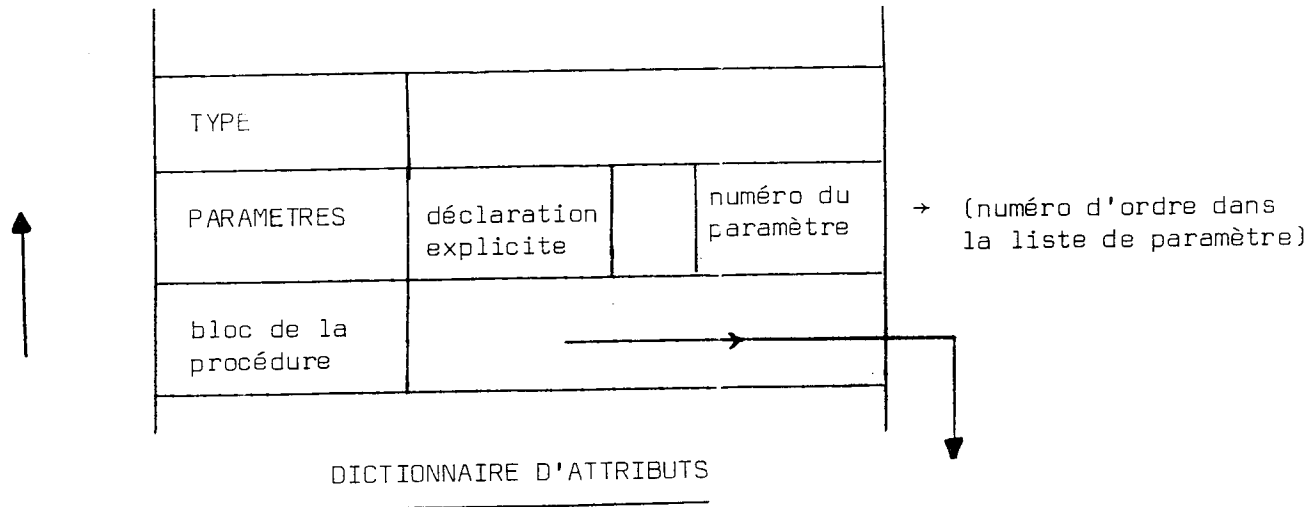 TYPE
PARAMETRES
déclaration
explicite
numéro du
paramètre
→ (numéro d'ordre dans
la liste de paramètre)
bloc de la
procédure
DICTIONNAIRE D'ATTRIBUTS